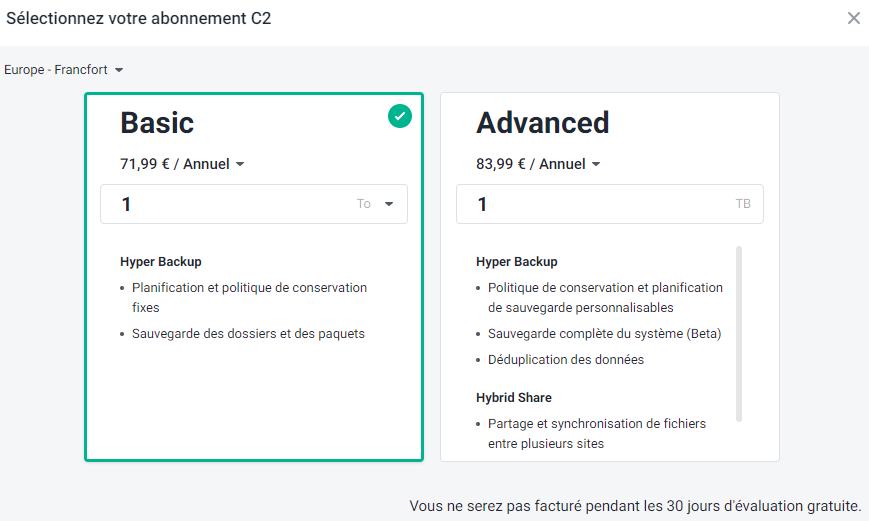 Sélectionnez votre abonnement C2
Europe - Francfort
Basic
71,99 € / Annuel
1 To
Hyper Backup
• Planification et politique de conservation
fixes
• Sauvegarde des dossiers et des paquets
Advanced
83,99 € / Annuel
1 TB
Hyper Backup
• Politique de conservation et planification
de sauvegarde personnalisables
• Sauvegarde complète du système (Beta)
• Déduplication des données
Hybrid Share
• Partage et synchronisation de fichiers
entre plusieurs sites
Vous ne serez pas facturé pendant les 30 jours d'évaluation gratuite.